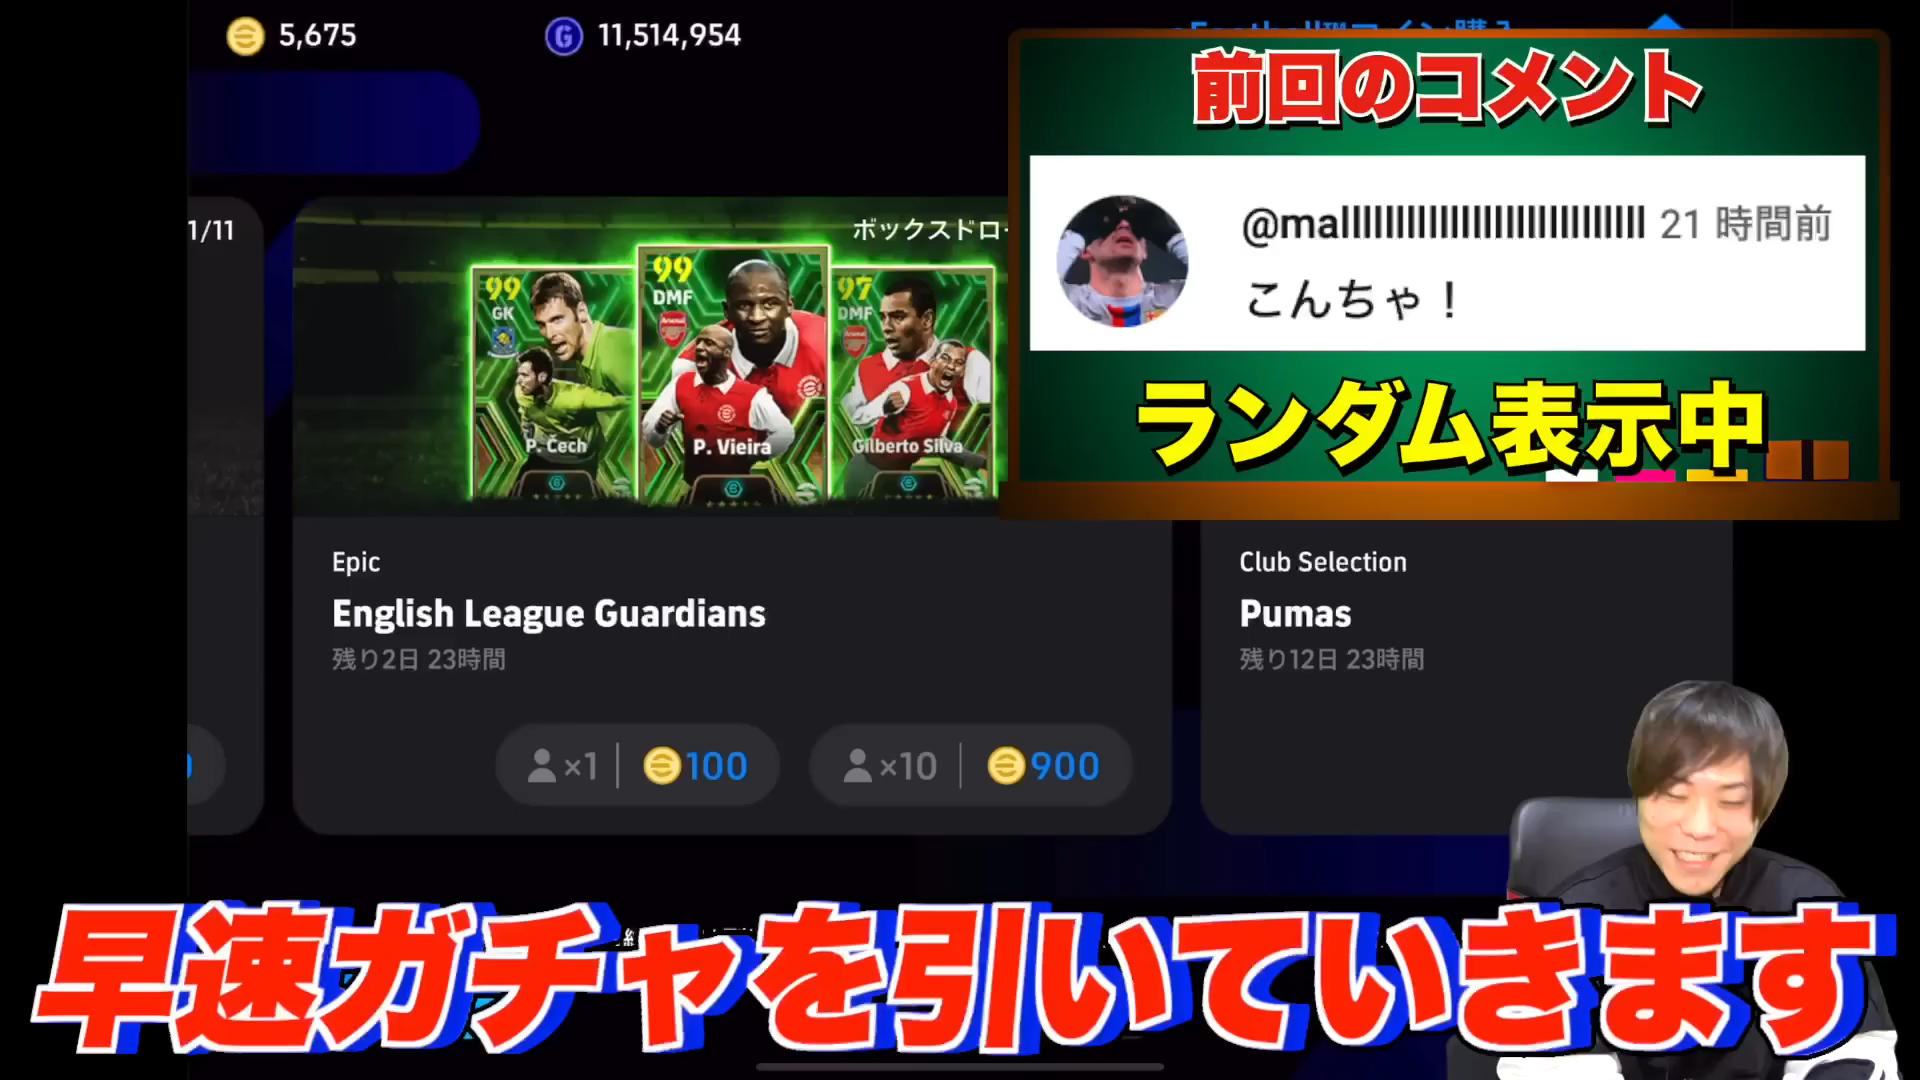 5,675
11,514,954
前回のコメント
@malllllllllllllllllllllllllll 21 時間前
こんちゃ!
ランダム表示中
1/11
ボックスドロー
99
GK
P. Čech
99
DMF
Arsenal
P. Vieira
97
DMF
Arsenal
Gilberto Silva
Epic
English League Guardians
残り2日 23時間
×1 100
×10 900
Club Selection
Pumas
残り12日 23時間
早速ガチャを引いていきます